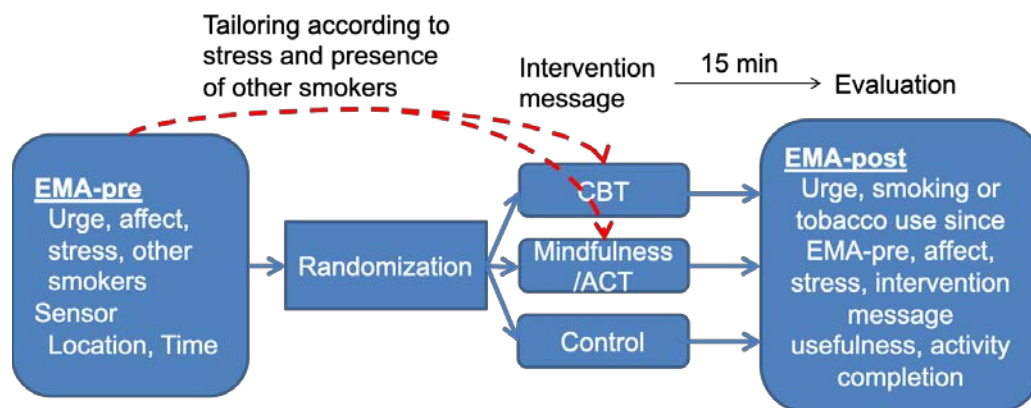 Tailoring according to
stress and presence
of other smokers
Intervention
message
15 min
Evaluation
EMA-pre
Urge, affect,
stress, other
smokers
Sensor
Location, Time
Randomization
CBT
Mindfulness
/ACT
Control
EMA-post
Urge, smoking or
tobacco use since
EMA-pre, affect,
stress, intervention
message
usefulness, activity
completion